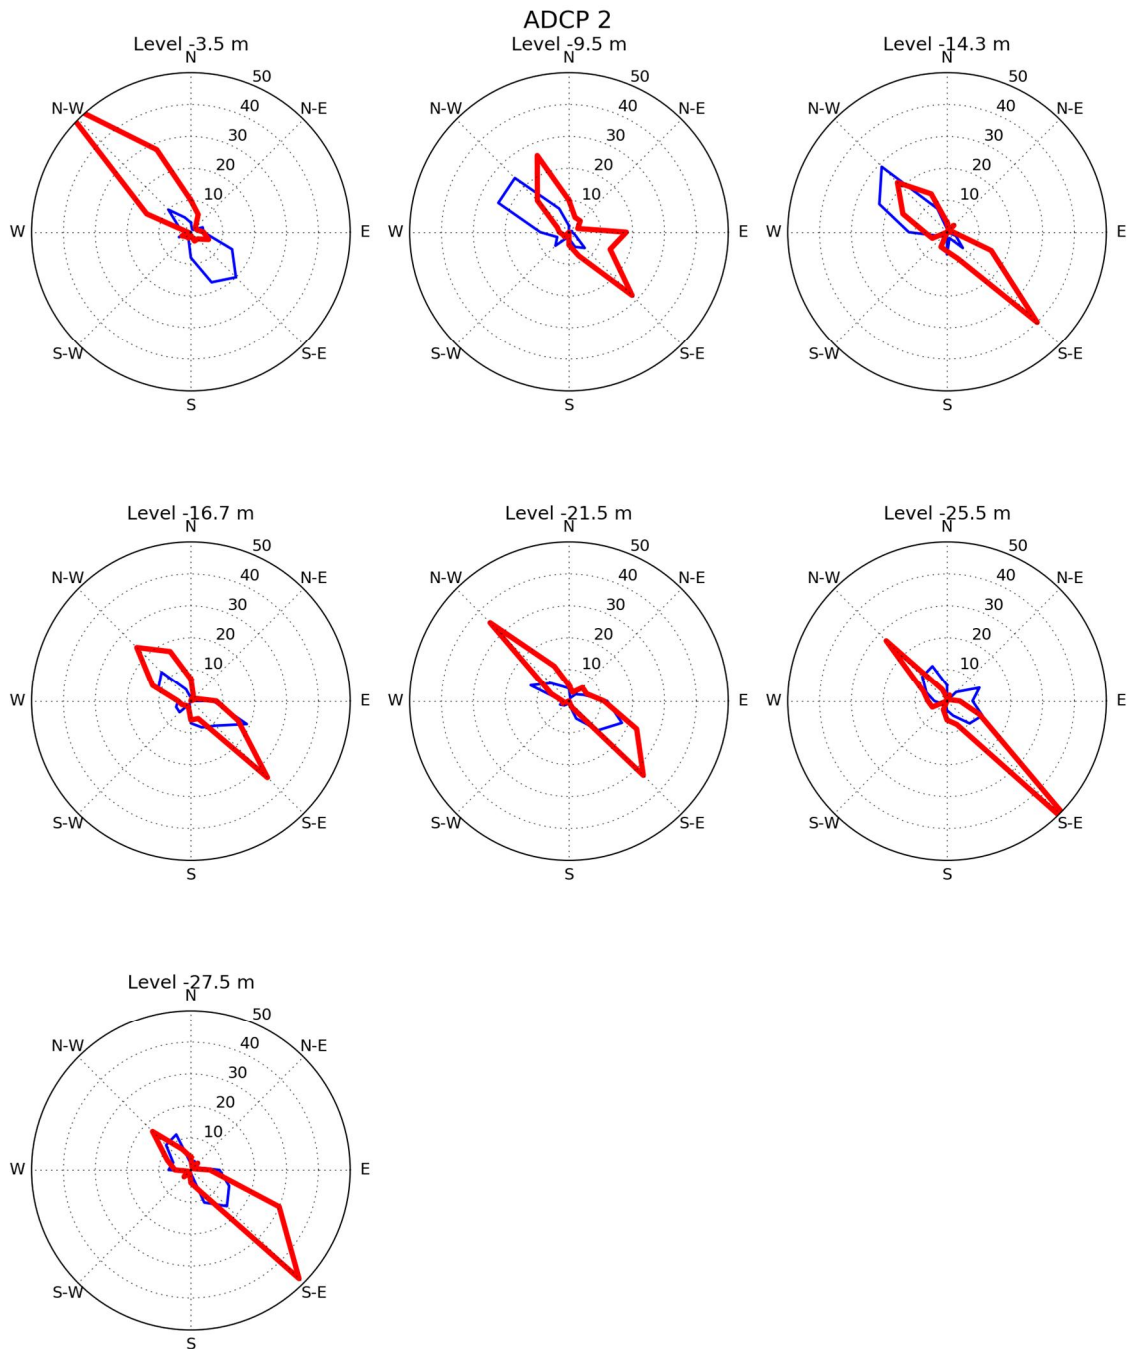 ADCP 2
Level -3.5 m
Level -9.5 m
Level -14.3 m
N
N
N
50
50
50
N-W
40
N-E
N-W
40
N-E
N-W
40
N-E
30
30
30
20
20
20
10
10
10
W
E
W
E
W
E
S-W
S-E
S-W
S-E
S-W
S-E
S
S
S
Level -16.7 m
Level -21.5 m
Level -25.5 m
N
N
N
50
50
50
N-W
40
N-E
N-W
40
N-E
N-W
40
N-E
30
30
30
20
20
20
10
10
10
W
E
W
E
W
E
S-W
S-E
S-W
S-E
S-W
S-E
S
S
S
Level -27.5 m
N
50
N-W
40
N-E
30
20
10
W
E
S-W
S-E
S